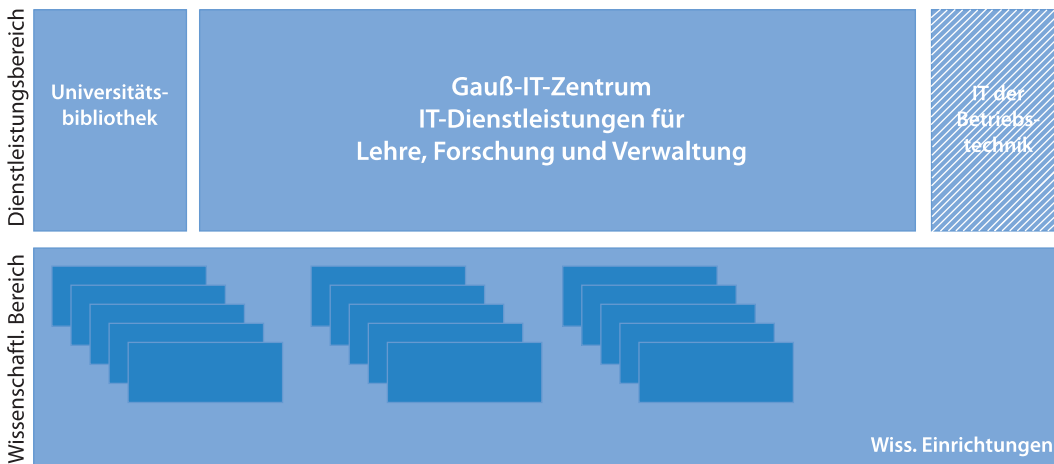 Dienstleistungsbereich
Universitäts-
bibliothek
Gauß-IT-Zentrum
IT-Dienstleistungen für
Lehre, Forschung und Verwaltung
IT der
Betriebs-
technik
Wissenschaftl. Bereich
Wiss. Einrichtungen